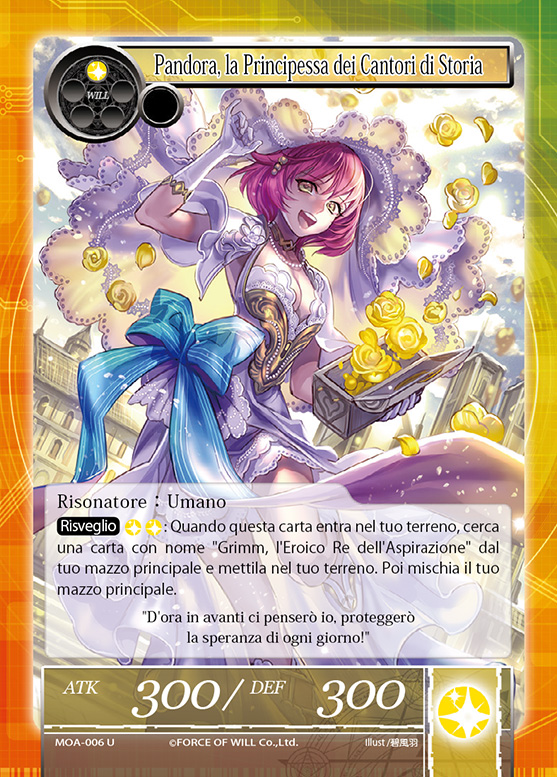 Pandora, la Principessa dei Cantori di Storia
WILL
Risonatore : Umano
Risveglio : Quando questa carta entra nel tuo terreno, cerca
una carta con nome "Grimm, l'Eroico Re dell'Aspirazione" dal
tuo mazzo principale e mettila nel tuo terreno. Poi mischia il tuo
mazzo principale.
"D'ora in avanti ci penserò io, proteggerò
la speranza di ogni giorno!"
ATK 300 / DEF 300
MOA-006 U ©FORCE OF WILL Co.,Ltd. Illust/碧風羽